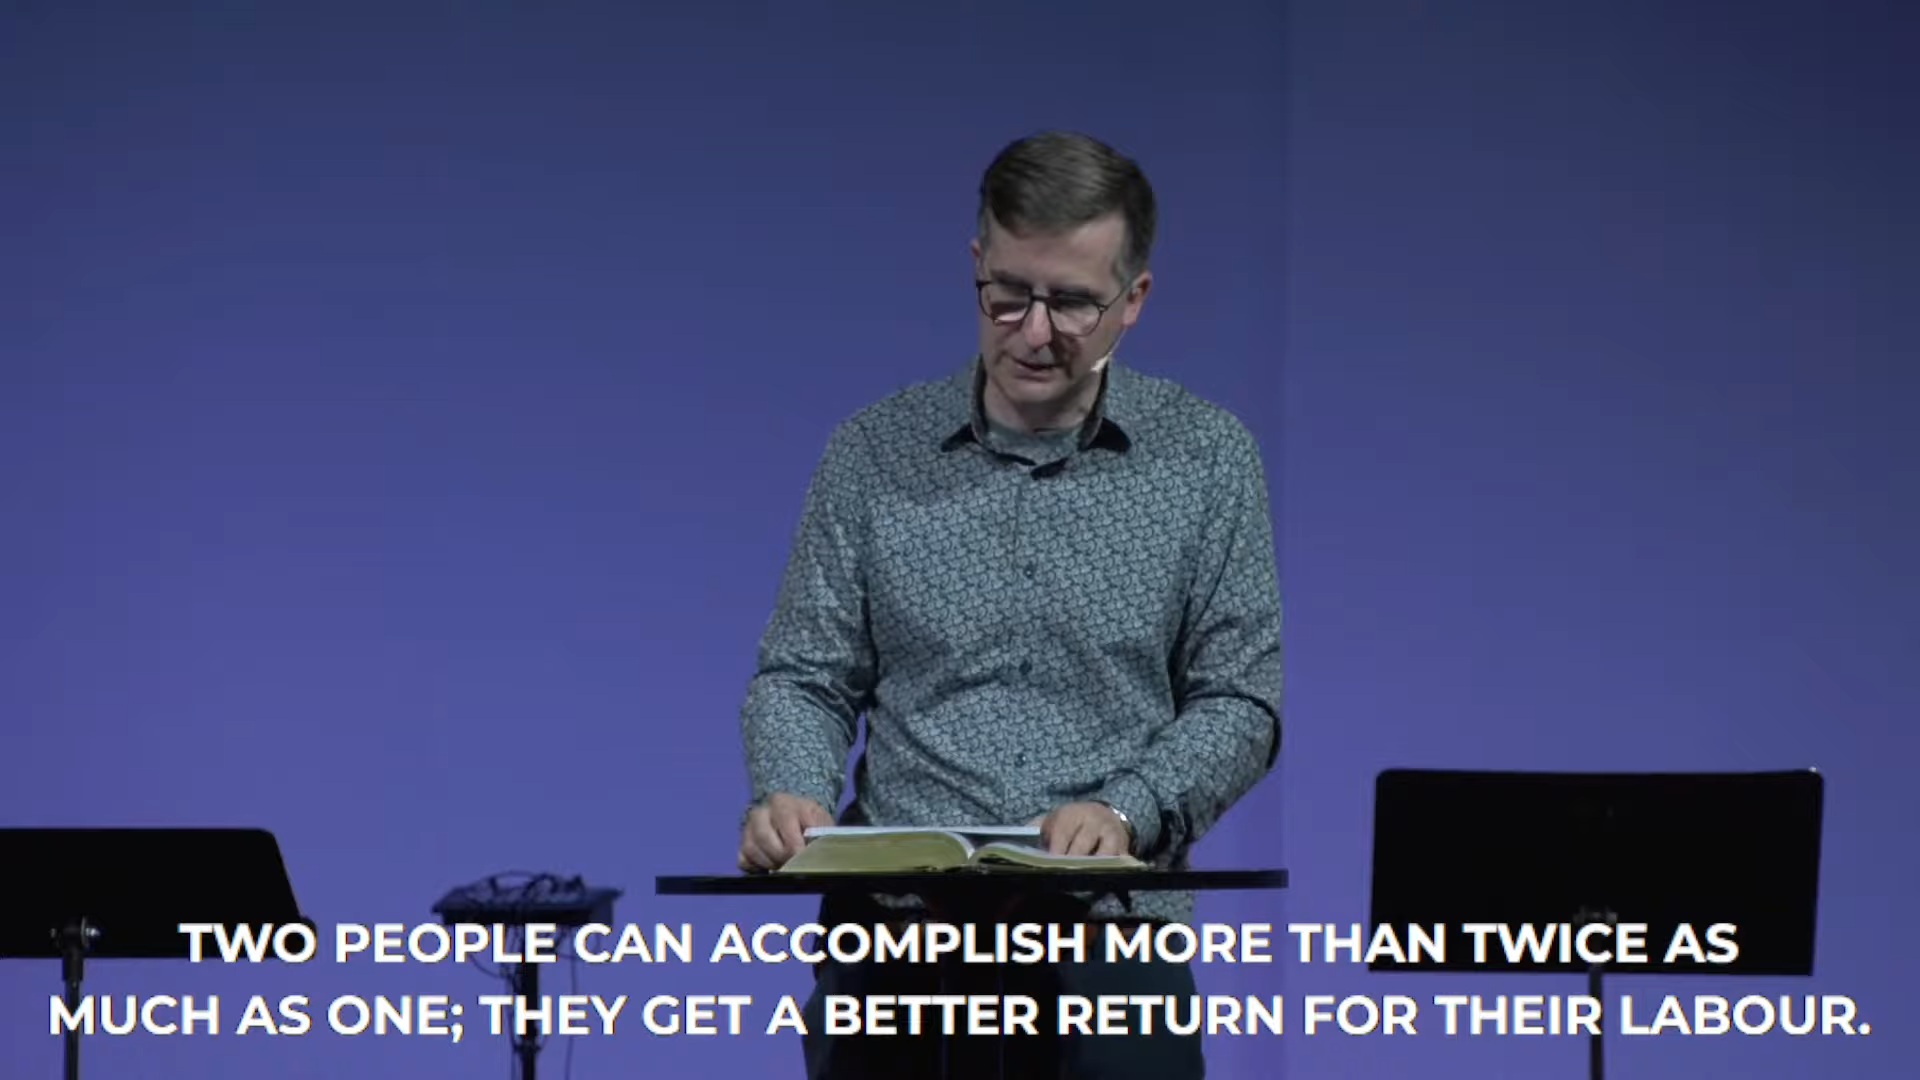 TWO PEOPLE CAN ACCOMPLISH MORE THAN TWICE AS
MUCH AS ONE; THEY GET A BETTER RETURN FOR THEIR LABOUR.